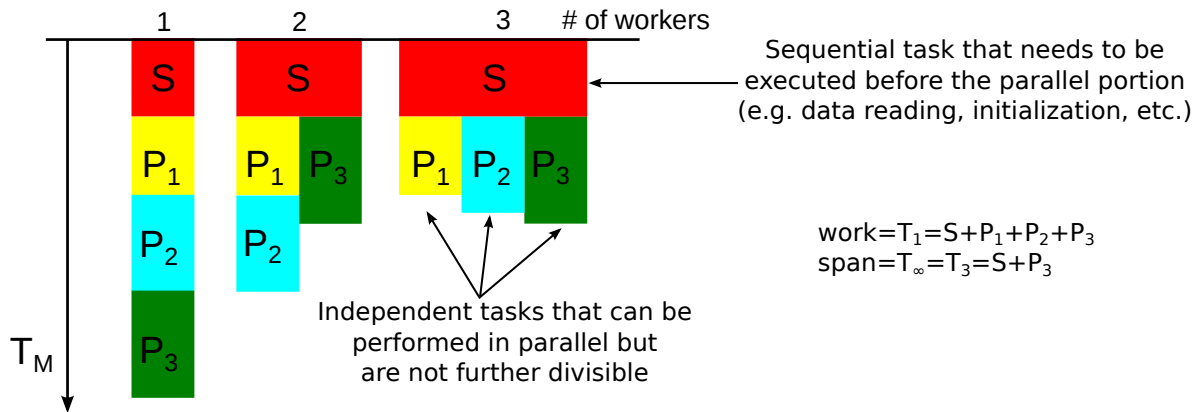 1 2 3 # of workers
S S S
Sequential task that needs to be
executed before the parallel portion
(e.g. data reading, initialization, etc.)
P₁ P₁ P₃ P₁ P₂ P₃
P₂ P₂
work=T₁=S+P₁+P₂+P₃
span=T∞=T₃=S+P₃
Independent tasks that can be
performed in parallel but
are not further divisible
P₃
T_M